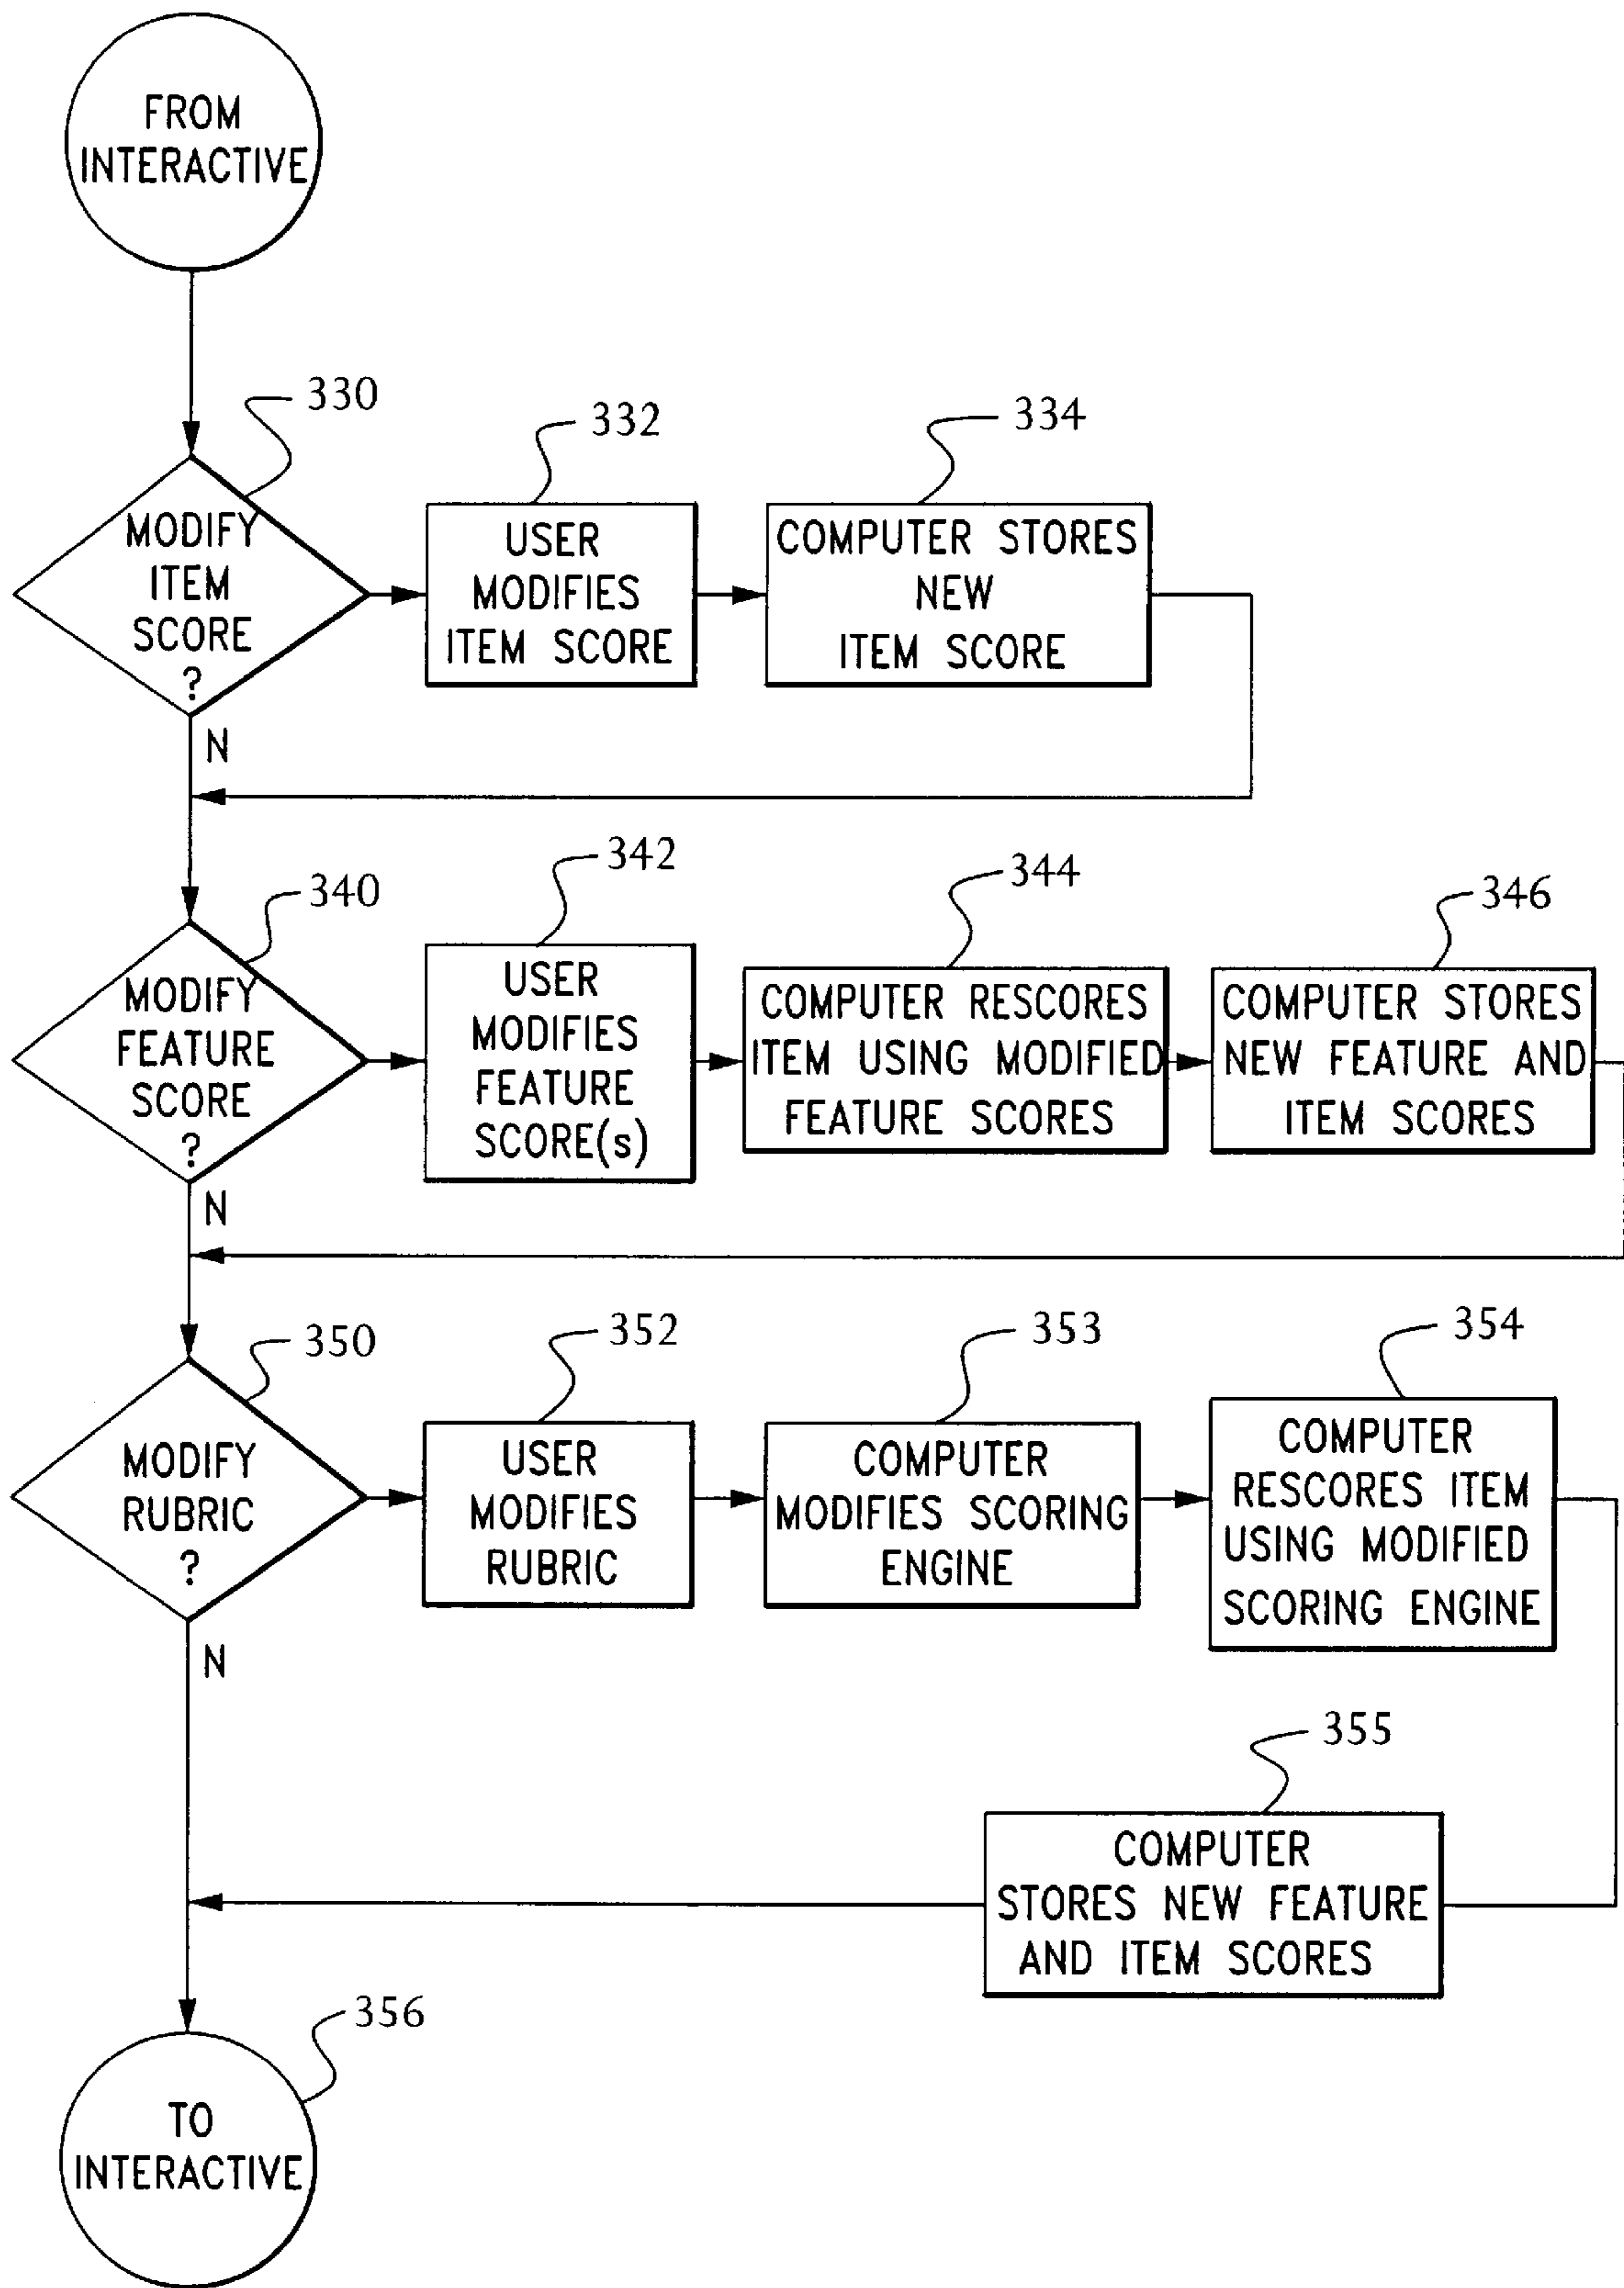 FROM
INTERACTIVE
330
332
334
MODIFY
ITEM
SCORE
?
USER
MODIFIES
ITEM SCORE
COMPUTER STORES
NEW
ITEM SCORE
N
340
342
344
346
MODIFY
FEATURE
SCORE
?
USER
MODIFIES
FEATURE
SCORE(s)
COMPUTER RESCORES
ITEM USING MODIFIED
FEATURE SCORES
COMPUTER STORES
NEW FEATURE AND
ITEM SCORES
N
350
352
353
354
MODIFY
RUBRIC
?
USER
MODIFIES
RUBRIC
COMPUTER
MODIFIES SCORING
ENGINE
COMPUTER
RESCORES ITEM
USING MODIFIED
SCORING ENGINE
N
355
COMPUTER
STORES NEW FEATURE
AND ITEM SCORES
356
TO
INTERACTIVE